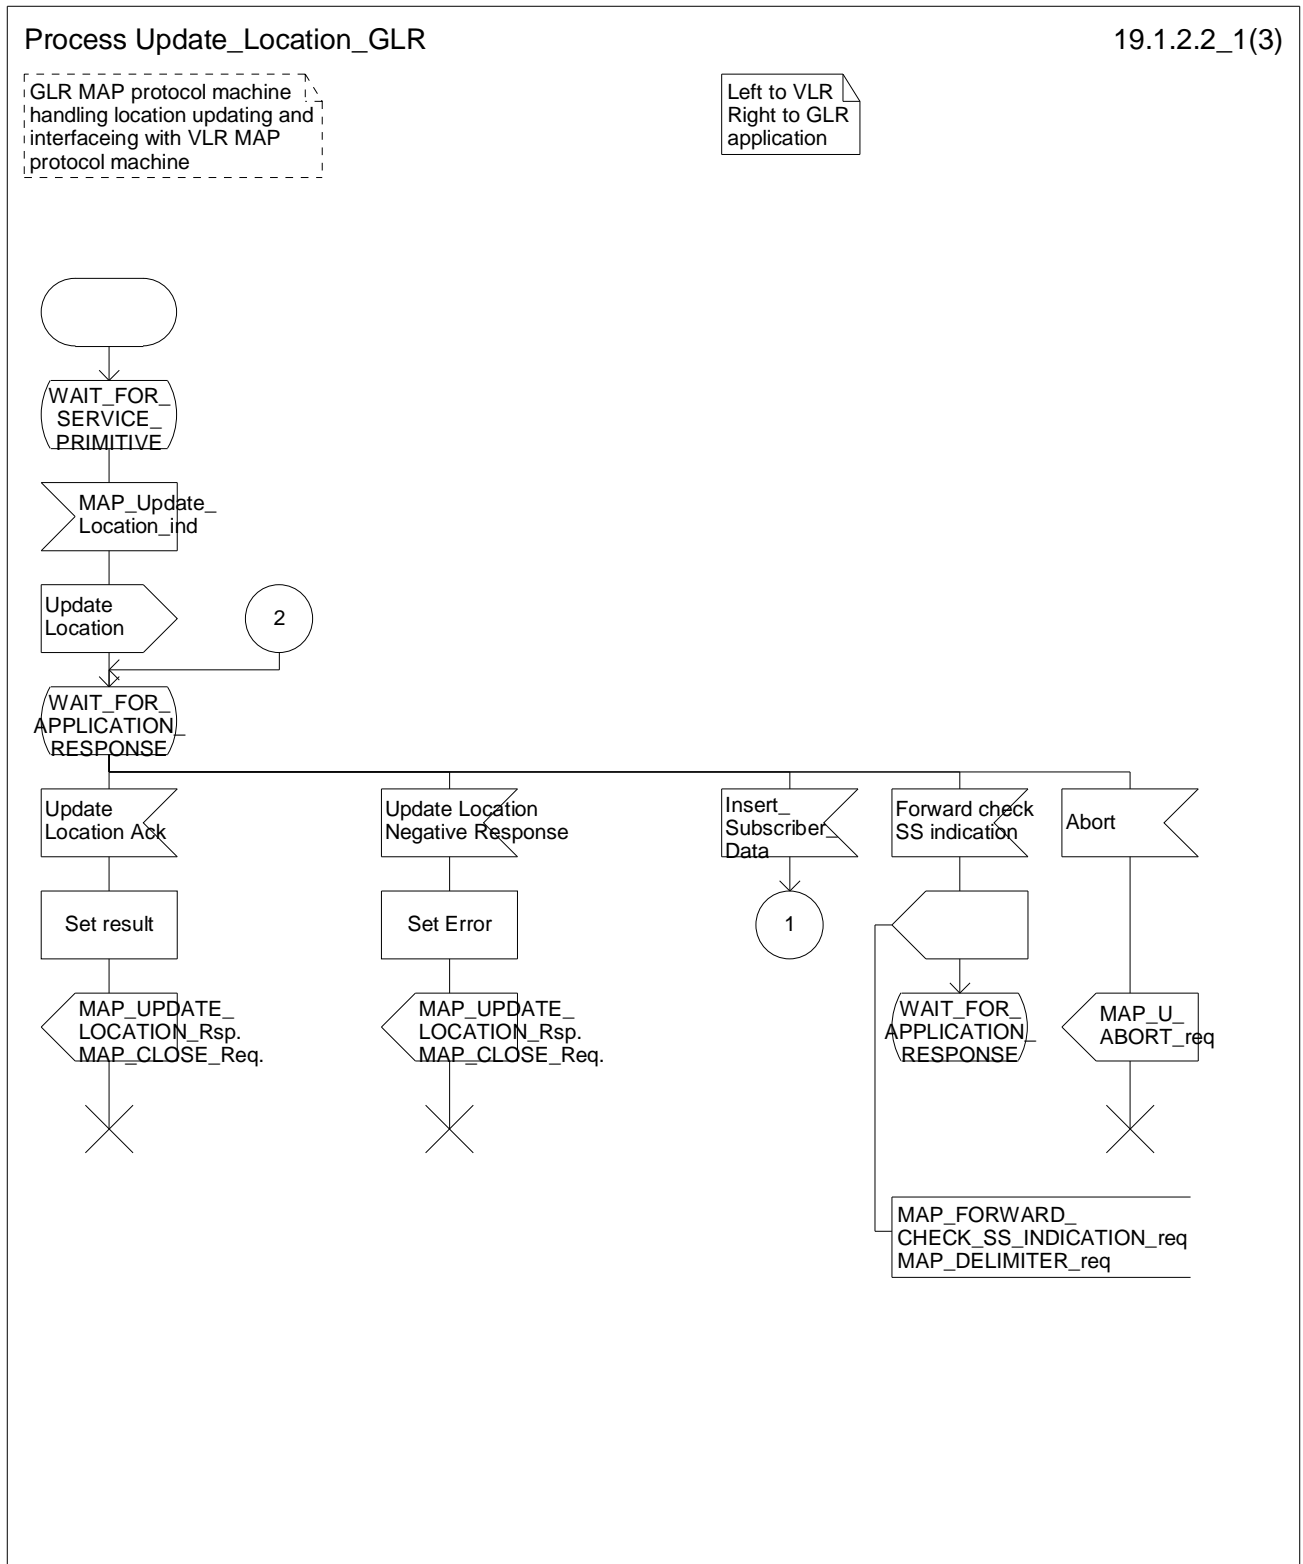 Process Update_Location_GLR
19.1.2.2_1(3)
GLR MAP protocol machine
handling location updating and
interfaceing with VLR MAP
protocol machine
Left to VLR
Right to GLR
application
WAIT_FOR_
SERVICE_
PRIMITIVE
MAP_Update_
Location_ind
Update
Location
2
WAIT_FOR_
APPLICATION_
RESPONSE
Update
Location Ack
Update Location
Negative Response
Insert_
Subscriber_
Data
Forward check
SS indication
Abort
Set result
Set Error
1
MAP_UPDATE_
LOCATION_Rsp.
MAP_CLOSE_Req.
MAP_UPDATE_
LOCATION_Rsp.
MAP_CLOSE_Req.
WAIT_FOR_
APPLICATION_
RESPONSE
MAP_U_
ABORT_req
MAP_FORWARD_
CHECK_SS_INDICATION_req
MAP_DELIMITER_req